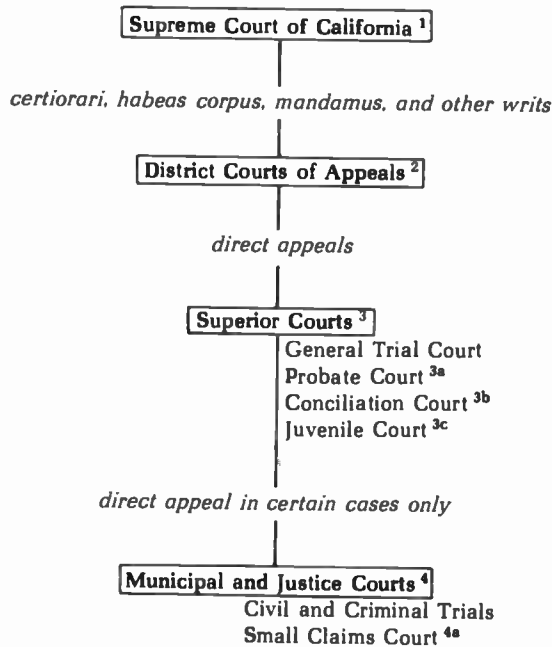 Supreme Court of California ¹
certiorari, habeas corpus, mandamus, and other writs
District Courts of Appeals ²
direct appeals
Superior Courts ³
General Trial Court
Probate Court ³ᵃ
Conciliation Court ³ᵇ
Juvenile Court ³ᶜ
direct appeal in certain cases only
Municipal and Justice Courts ⁴
Civil and Criminal Trials
Small Claims Court ⁴ᵃ